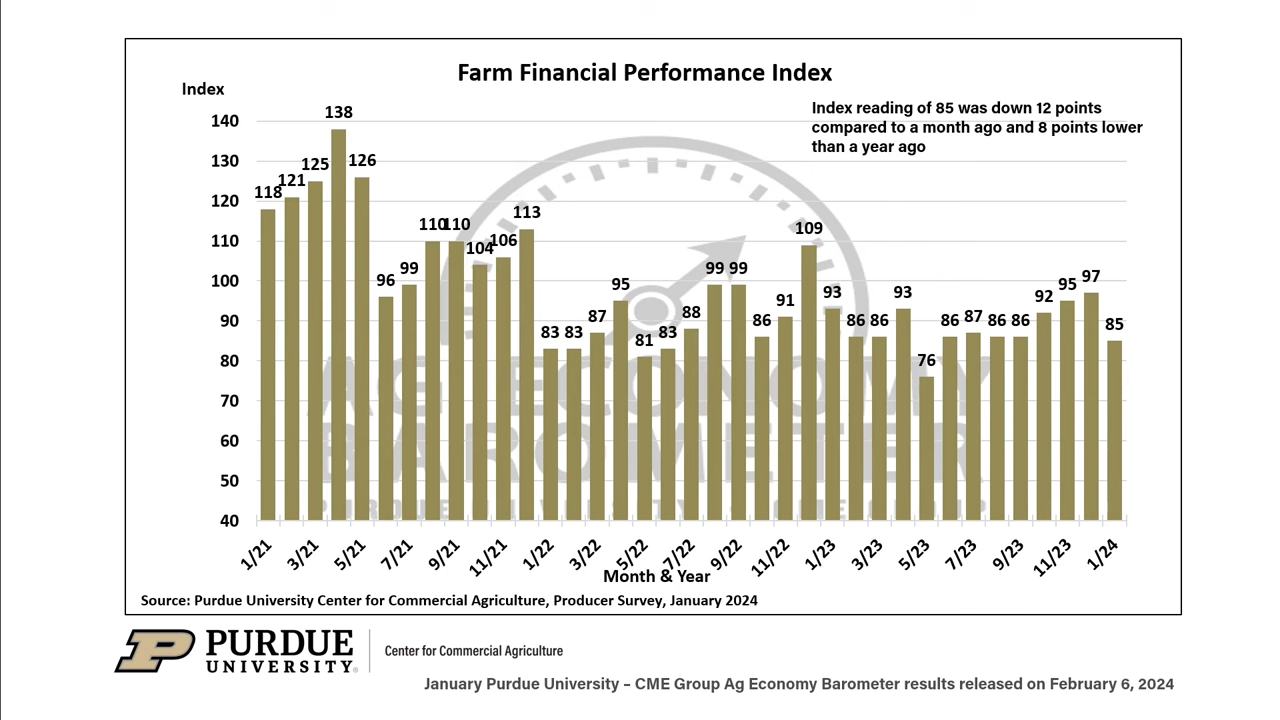 Farm Financial Performance Index
Index
Index reading of 85 was down 12 points
compared to a month ago and 8 points lower
than a year ago
140
130
120
110
100
90
80
70
60
50
40
118 121 125 138 126 96 99 110 110 104 106 113 83 83 87 95 81 83 88 99 99 86 91 109 93 86 86 93 76 86 87 86 86 92 95 97 85
AG ECONOMY
BAROMETER
PURDUE UNIVERSITY · CME GROUP
1/21 3/21 5/21 7/21 9/21 11/21 1/22 3/22 5/22 7/22 9/22 11/22 1/23 3/23 5/23 7/23 9/23 11/23 1/24
Month & Year
Source: Purdue University Center for Commercial Agriculture, Producer Survey, January 2024
P PURDUE
UNIVERSITY®
Center for Commercial Agriculture
January Purdue University – CME Group Ag Economy Barometer results released on February 6, 2024